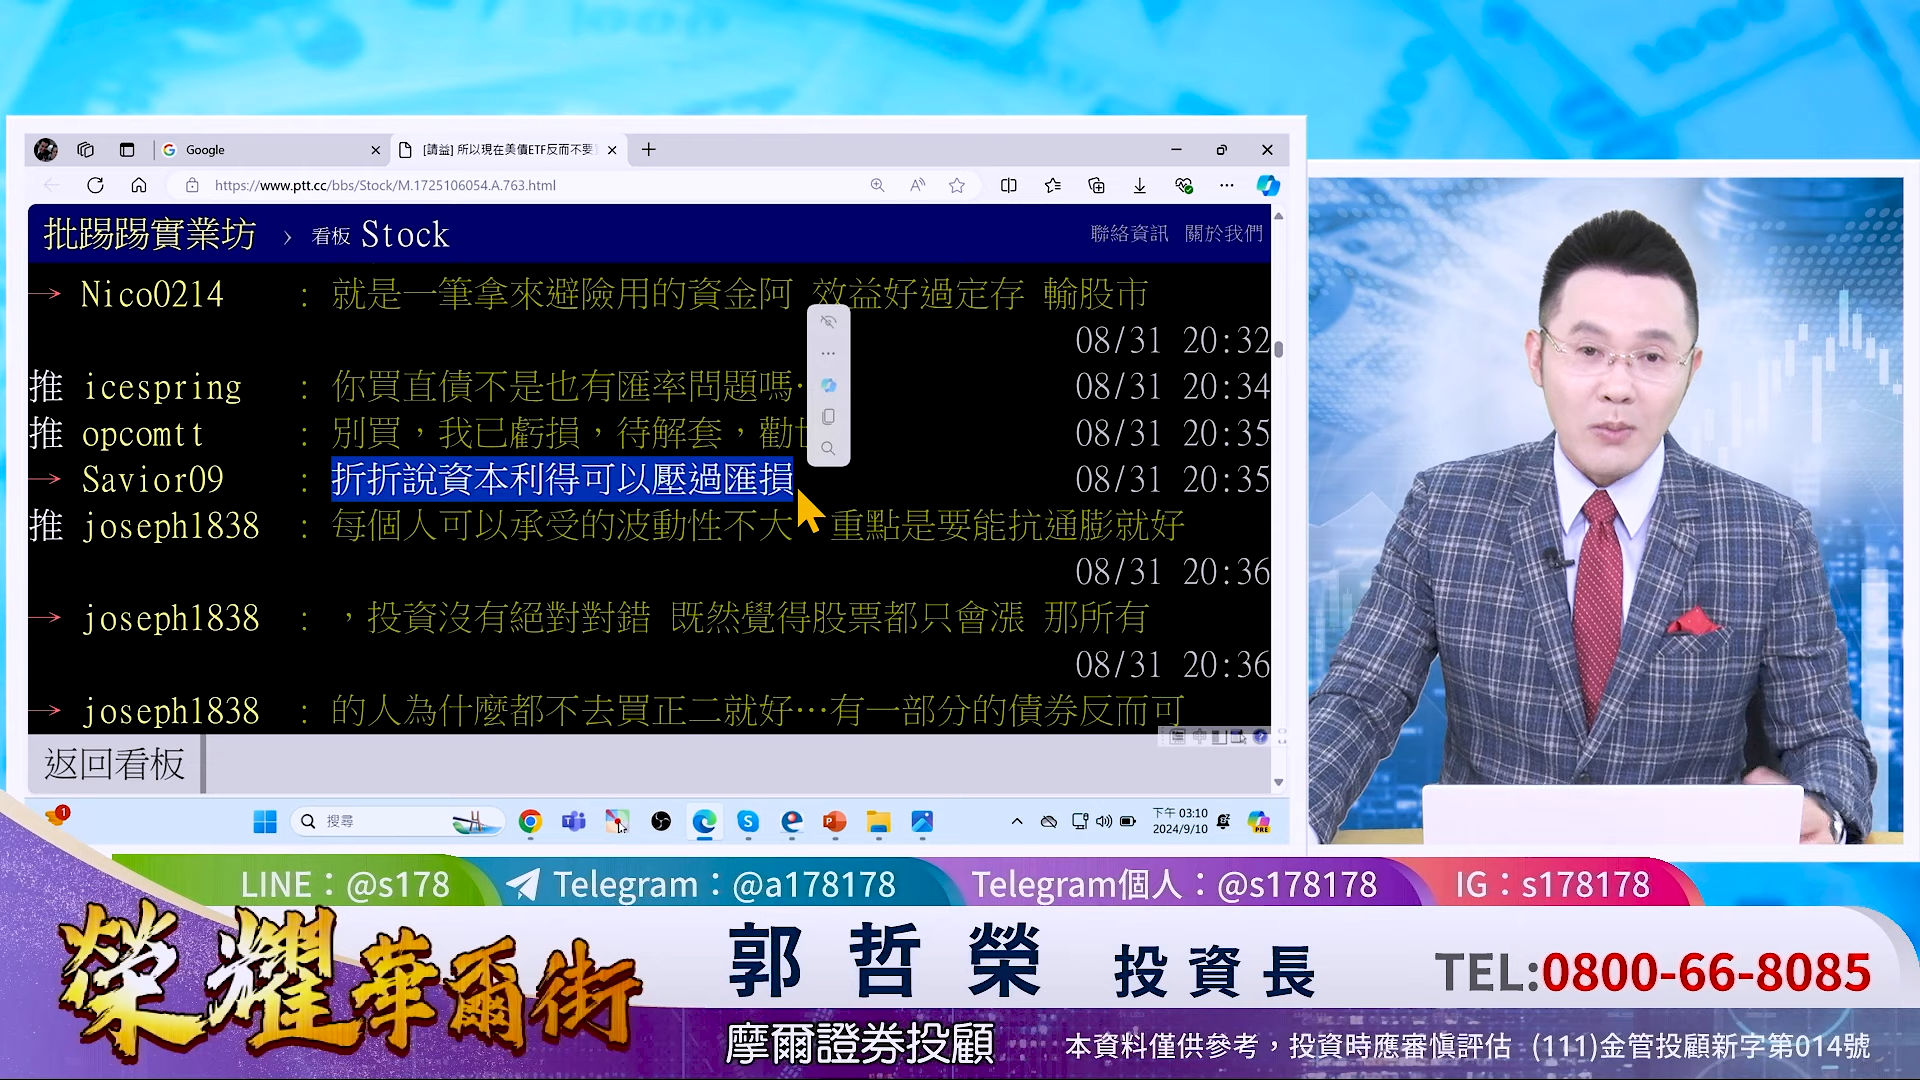 Google
[請益] 所以現在美債ETF反而不要
https://www.ptt.cc/bbs/Stock/M.1725106054.A.763.html
批踢踢實業坊 › 看板 Stock 聯絡資訊 關於我們
→ Nico0214 : 就是一筆拿來避險用的資金阿 效益好過定存 輸股市
08/31 20:32
推 icespring : 你買直債不是也有匯率問題嗎 08/31 20:34
推 opcomtt : 別買，我已虧損，待解套，勸 08/31 20:35
→ Savior09 : 折折說資本利得可以壓過匯損 08/31 20:35
推 joseph1838 : 每個人可以承受的波動性不大 重點是要能抗通膨就好
08/31 20:36
→ joseph1838 : ，投資沒有絕對對錯 既然覺得股票都只會漲 那所有
08/31 20:36
→ joseph1838 : 的人為什麼都不去買正二就好…有一部分的債券反而可
返回看板
1
搜尋
下午 03:10
2024/9/10
LINE：@s178 Telegram：@a178178 Telegram個人：@s178178 IG：s178178
榮耀華爾街
郭哲榮 投資長 TEL:0800-66-8085
摩爾證券投顧 本資料僅供參考，投資時應審慎評估 (111)金管投顧新字第014號